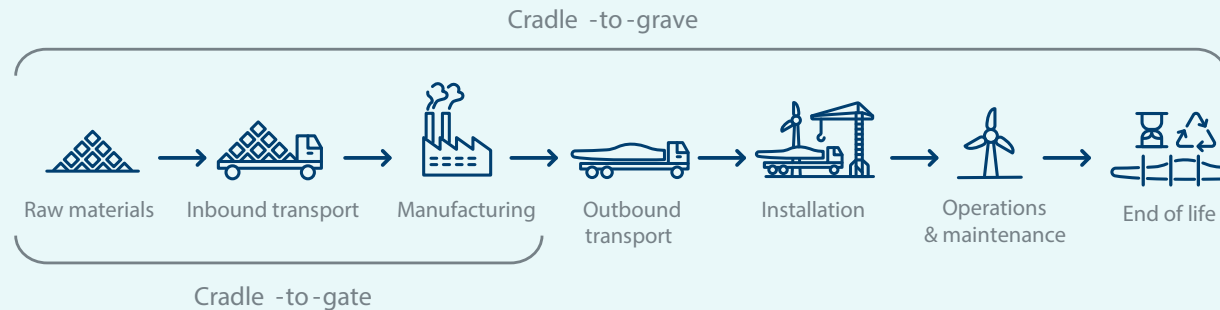 Cradle -to-grave
Raw materials
Inbound transport
Manufacturing
Outbound
transport
Installation
Operations
& maintenance
End of life
Cradle -to-gate